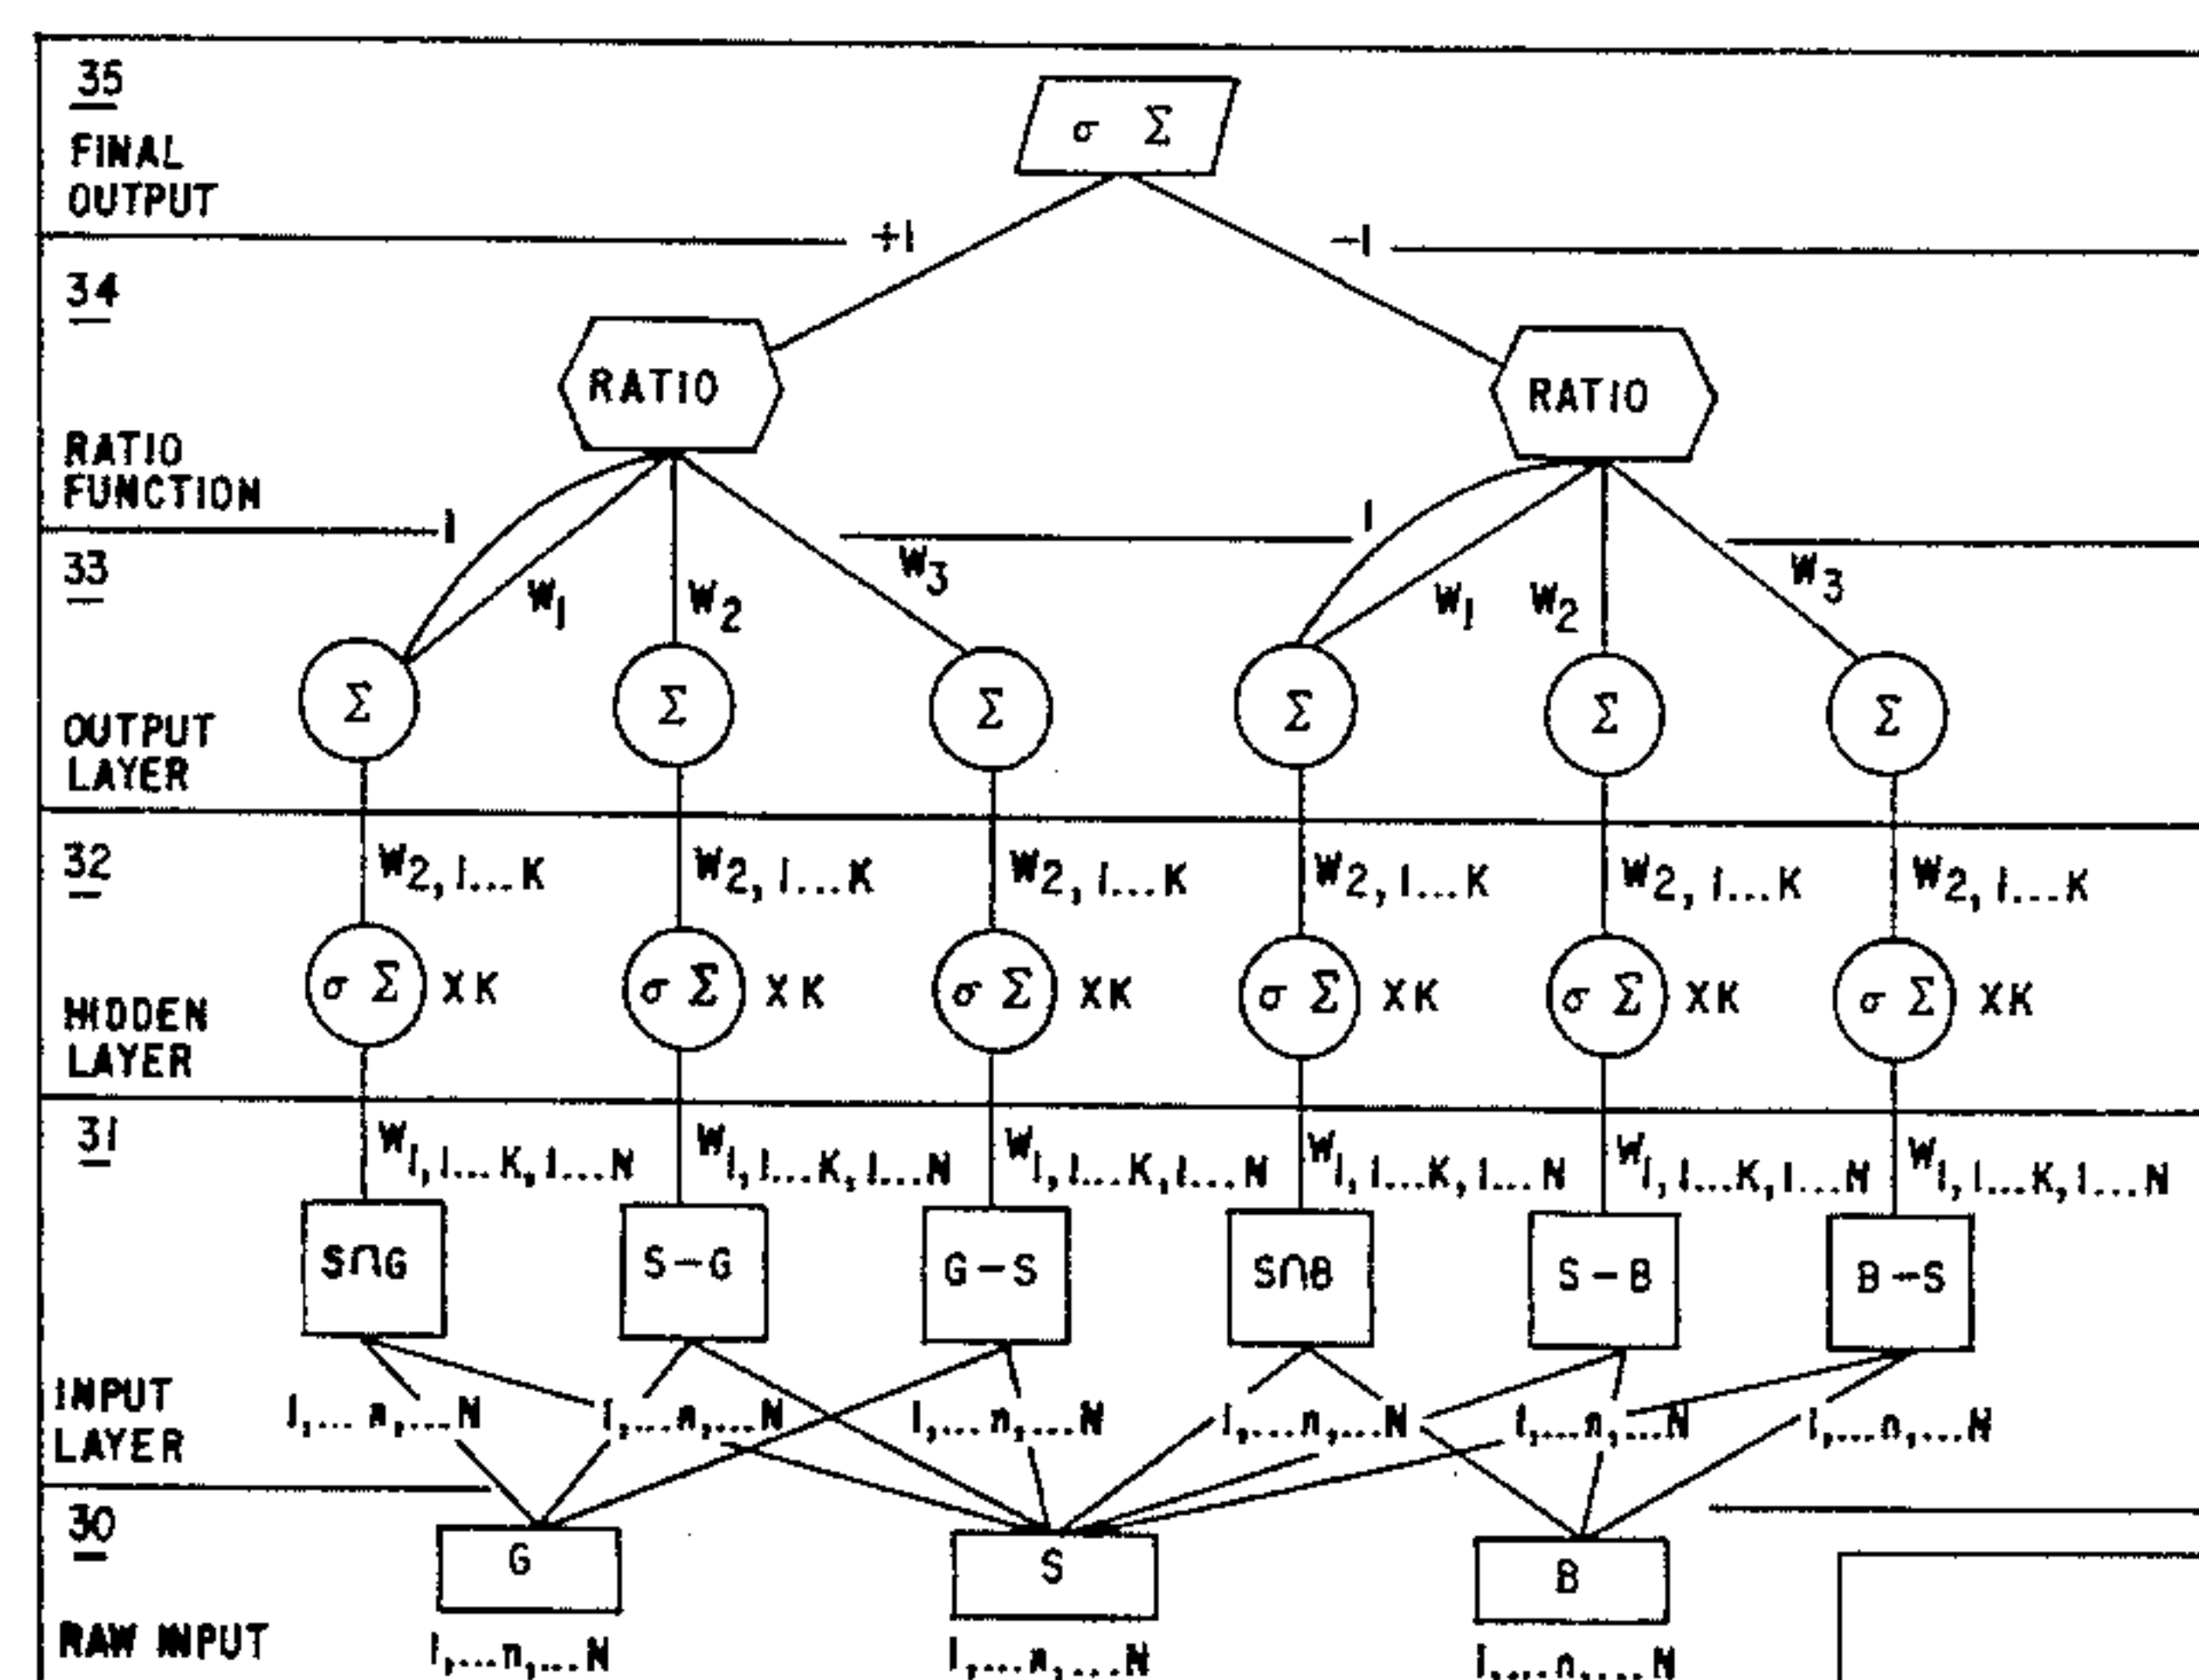 35
σ Σ
FINAL
OUTPUT
+1 -1
34
RATIO RATIO
RATIO
FUNCTION
1 1
33
W1 W2 W3 W1 W2 W3
Σ Σ Σ Σ Σ Σ
OUTPUT
LAYER
32
W2,1...K W2,1...K W2,1...K W2,1...K W2,1...K W2,1...K
σ Σ XK σ Σ XK σ Σ XK σ Σ XK σ Σ XK σ Σ XK
HIDDEN
LAYER
31
W1,1...K,1...N W1,1...K,1...N W1,1...K,1...N W1,1...K,1...N W1,1...K,1...N W1,1...K,1...N
S∩G S-G G-S S∩B S-B B-S
INPUT
LAYER
1,...n,...N 1,...n,...N 1,...n,...N 1,...n,...N 1,...n,...N 1,...n,...N
30
G S B
RAW INPUT
1,...n,...N 1,...n,...N 1,...n,...N